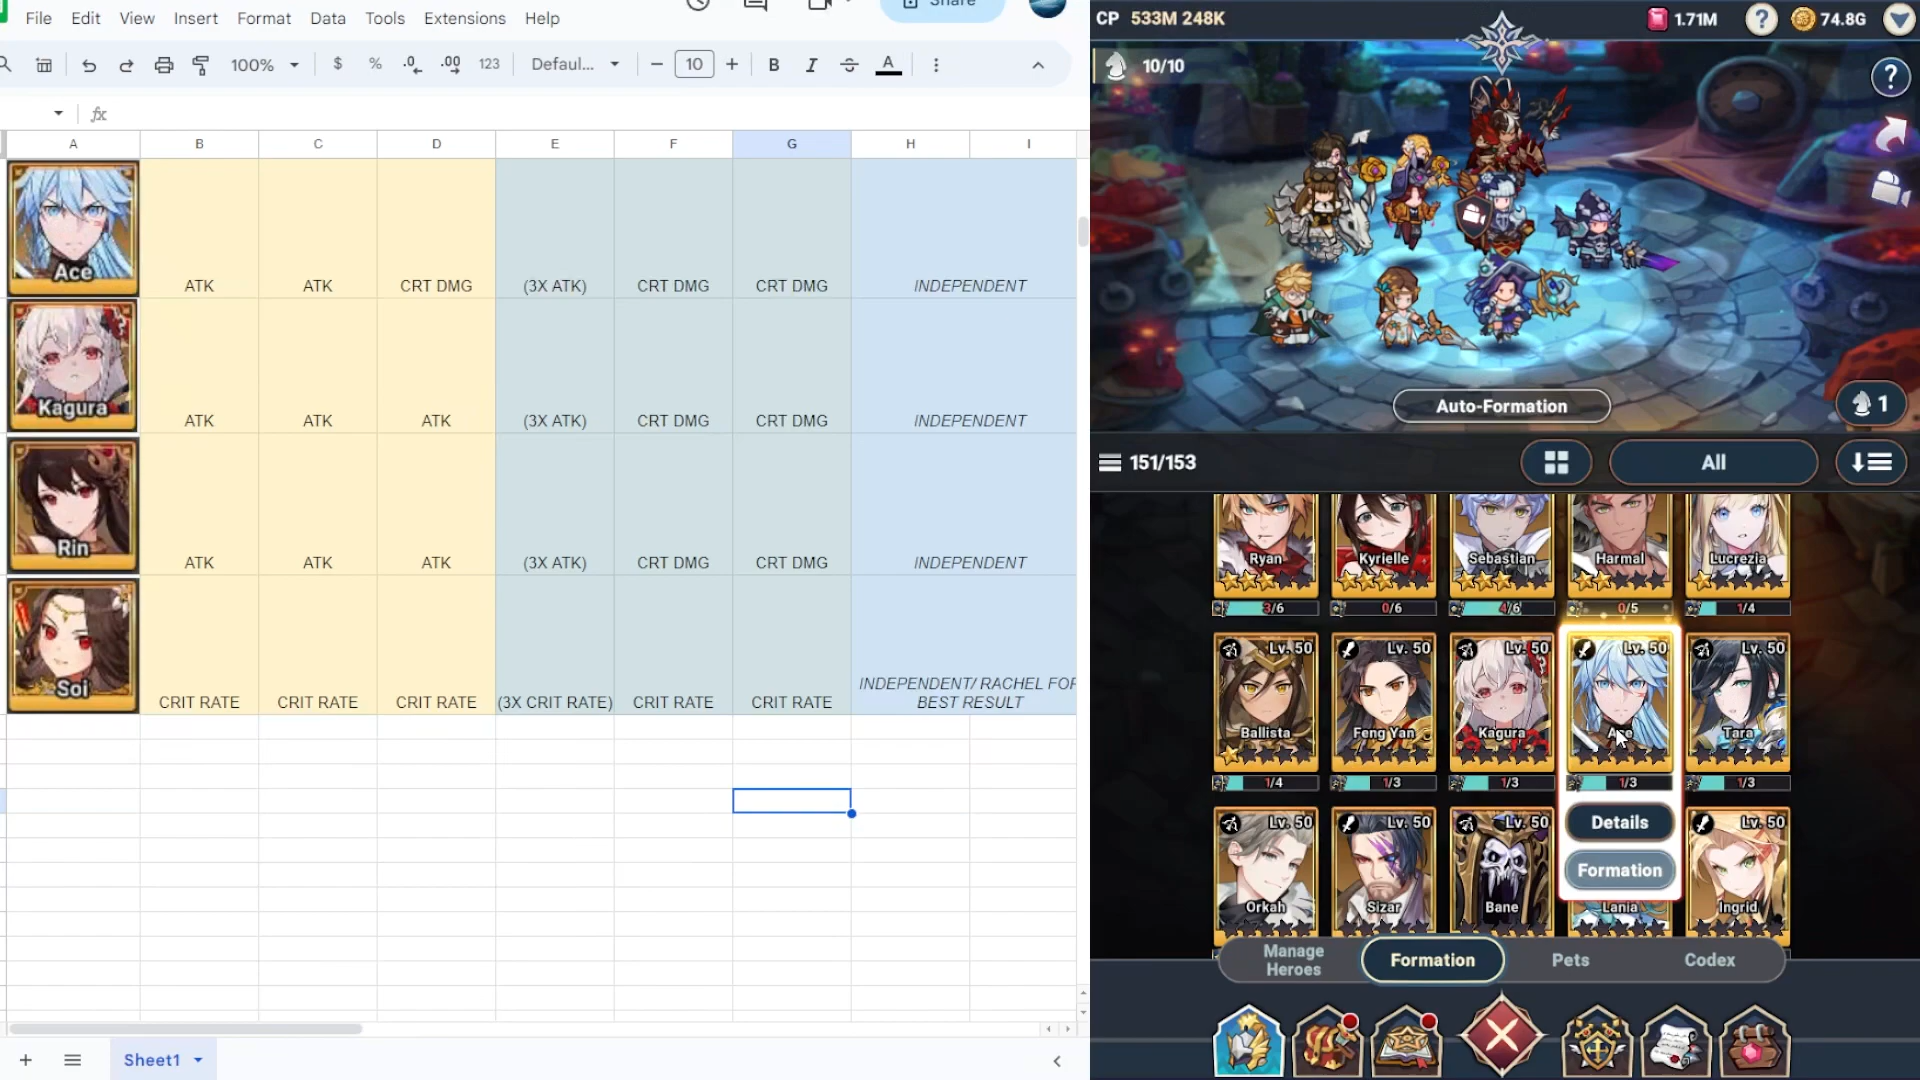 File Edit View Insert Format Data Tools Extensions Help
Share
100% $ % .0 .00 123 Defaul... 10 B I A
fx
A B C D E F G H I
Ace
ATK ATK CRT DMG (3X ATK) CRT DMG CRT DMG INDEPENDENT
Kagura
ATK ATK ATK (3X ATK) CRT DMG CRT DMG INDEPENDENT
Rin
ATK ATK ATK (3X ATK) CRT DMG CRT DMG INDEPENDENT
Soi
INDEPENDENT/ RACHEL FOR
CRIT RATE CRIT RATE CRIT RATE (3X CRIT RATE) CRIT RATE CRIT RATE BEST RESULT
Sheet1
CP 533M 248K 1.71M ? 74.8G
10/10 ?
Auto-Formation 1
151/153 All
Ryan Kyrielle Sebastian Harmal Lucrezia
3/6 0/6 4/6 0/5 1/4
Lv. 50 Lv. 50 Lv. 50 Lv. 50 Lv. 50
Ballista Feng Yan Kagura Ace Tara
1/4 1/3 1/3 1/3 1/3
Lv. 50 Lv. 50 Lv. 50 Details Lv. 50
Formation
Orkah Sizar Bane Lania Ingrid
Manage
Heroes
Formation Pets Codex